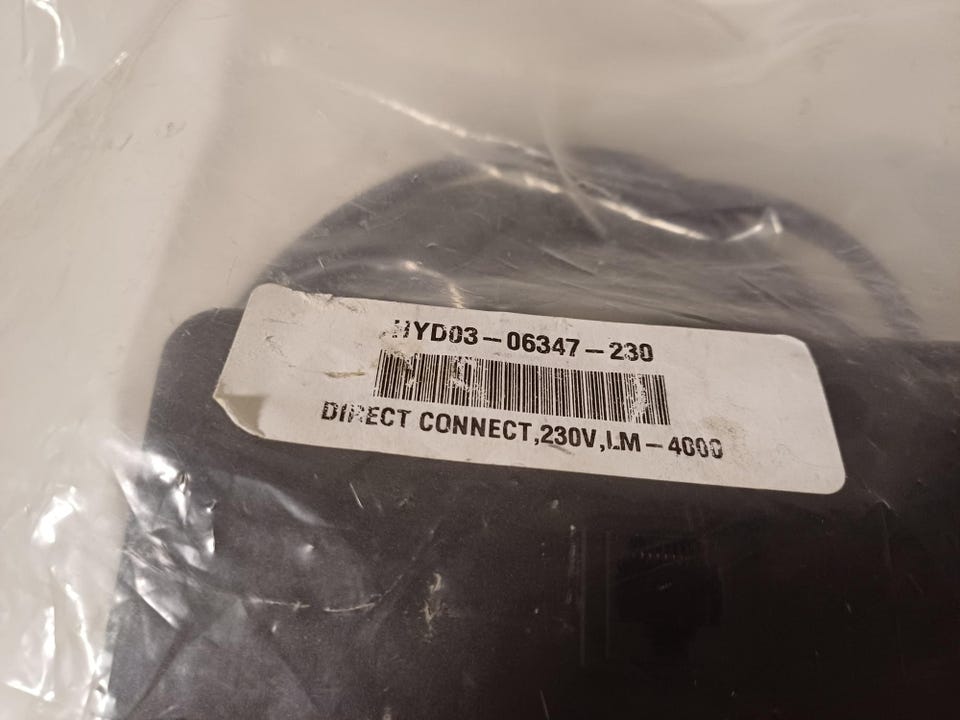 HYD03-06347-230
DIRECT CONNECT,230V,LM-4000